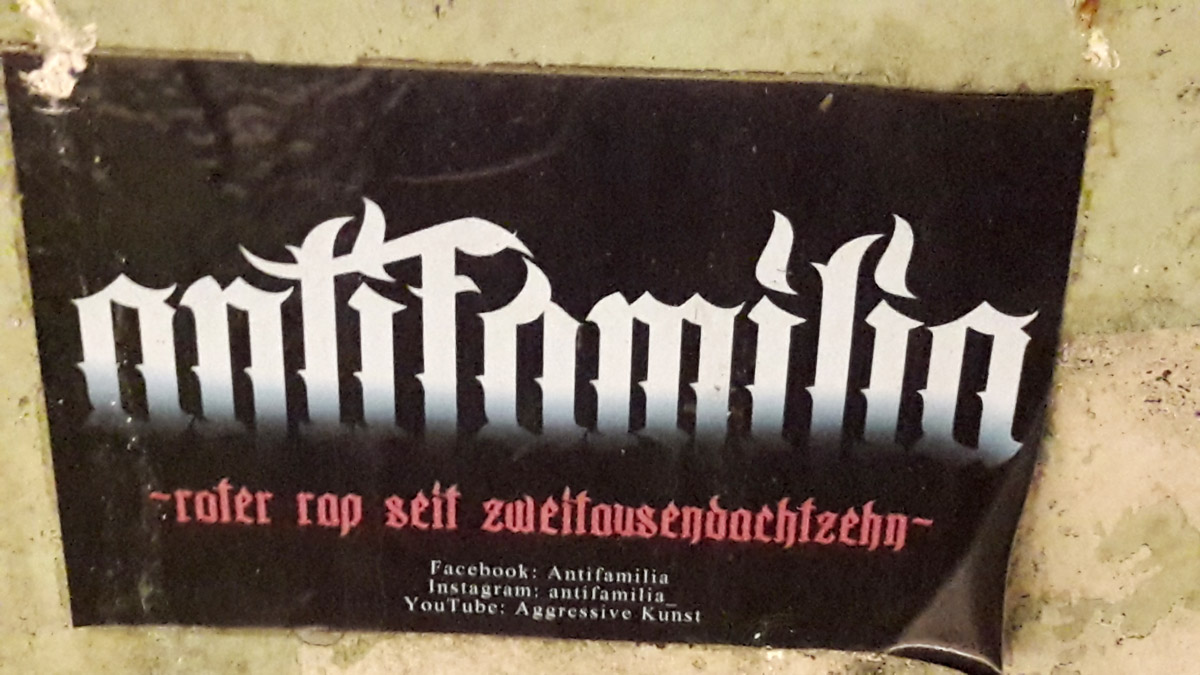 antifamilia
~roter rap seit zweitausendachtzehn~
Facebook: Antifamilia
Instagram: antifamilia_
YouTube: Aggressive Kunst